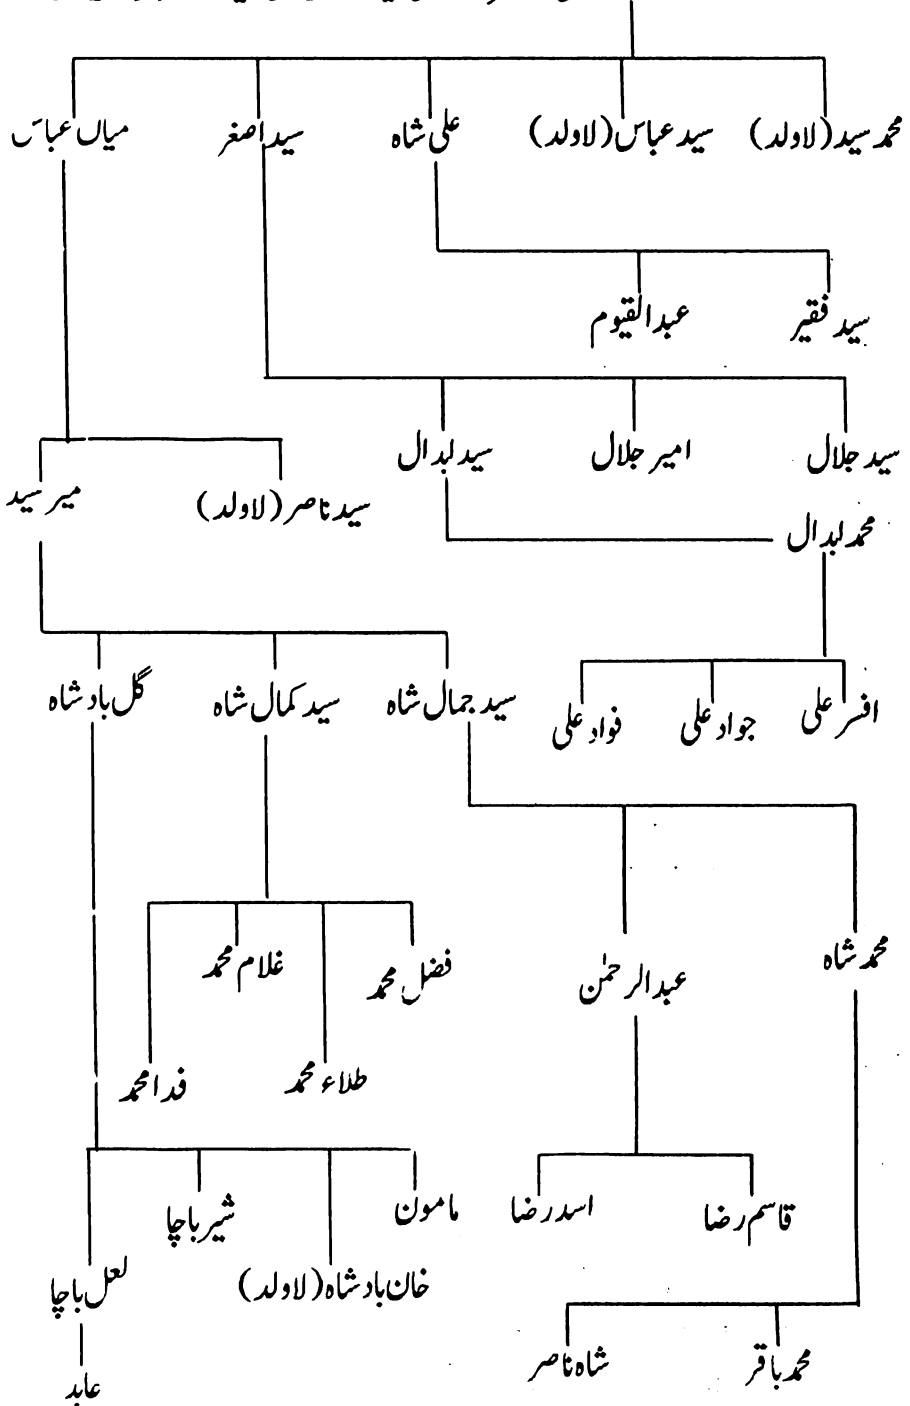 محمد سید (لاولد) سید عباس (لاولد) علی شاہ سید اصغر میاں عباس
سید فقیر عبدالقیوم
سید جلال امیر جلال سید لبدال
سید ناصر (لاولد) میر سید
محمد لبدال
سید جمال شاہ سید کمال شاہ گل بادشاہ
افسر علی جواد علی فواد علی
محمد شاہ عبدالرحمٰن فضل محمد غلام محمد
طلاء محمد فدا محمد
قاسم رضا اسد رضا مامون شیر باچا
خان بادشاہ (لاولد) لعل باچا
محمد باقر شاہ ناصر
عابد